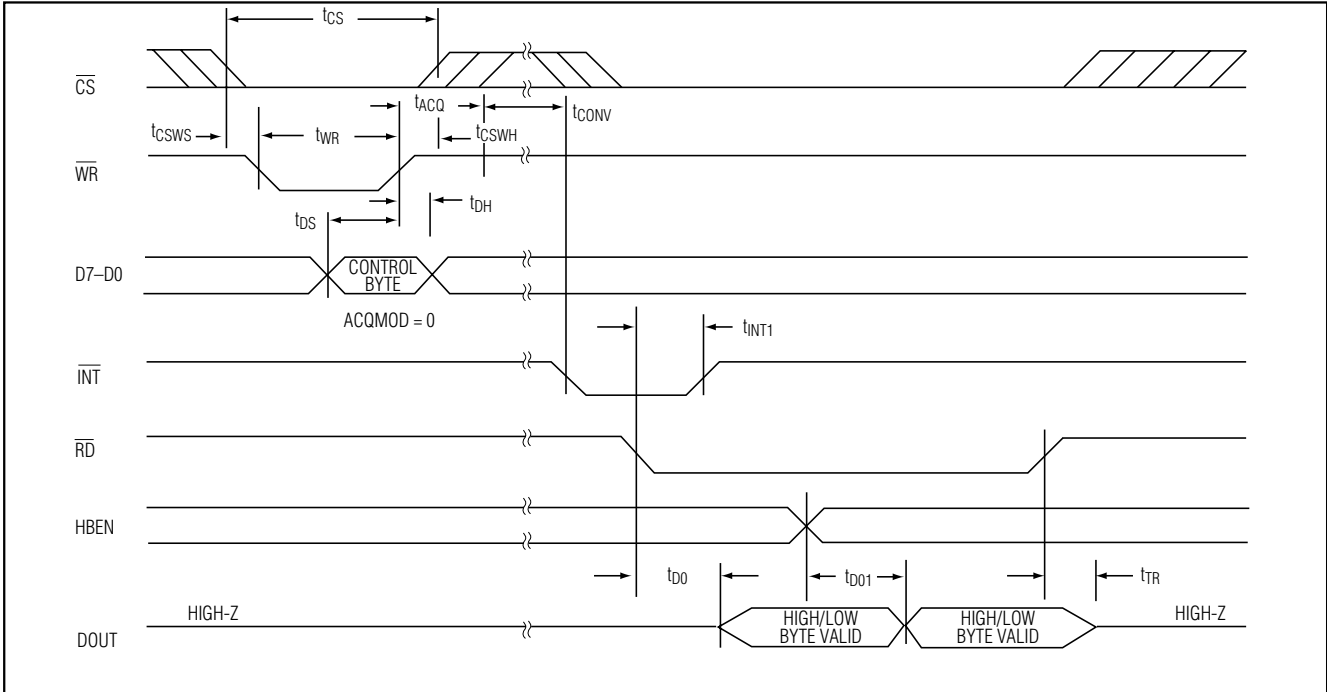 tCS
CS
tACQ
tCONV
tCSWS
tWR
tCSWH
WR
tDH
tDS
D7–D0
CONTROL
BYTE
ACQMOD = 0
tINT1
INT
RD
HBEN
tD0
tD01
tTR
HIGH-Z
HIGH/LOW
BYTE VALID
HIGH/LOW
BYTE VALID
HIGH-Z
DOUT